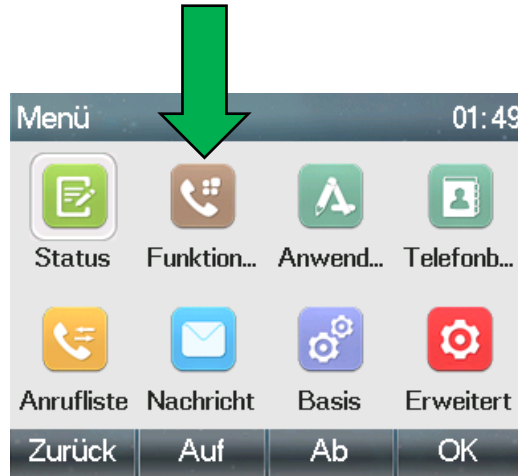 Menü 01:49
Status Funktion... Anwend... Telefonb...
Anrufliste Nachricht Basis Erweitert
Zurück Auf Ab OK